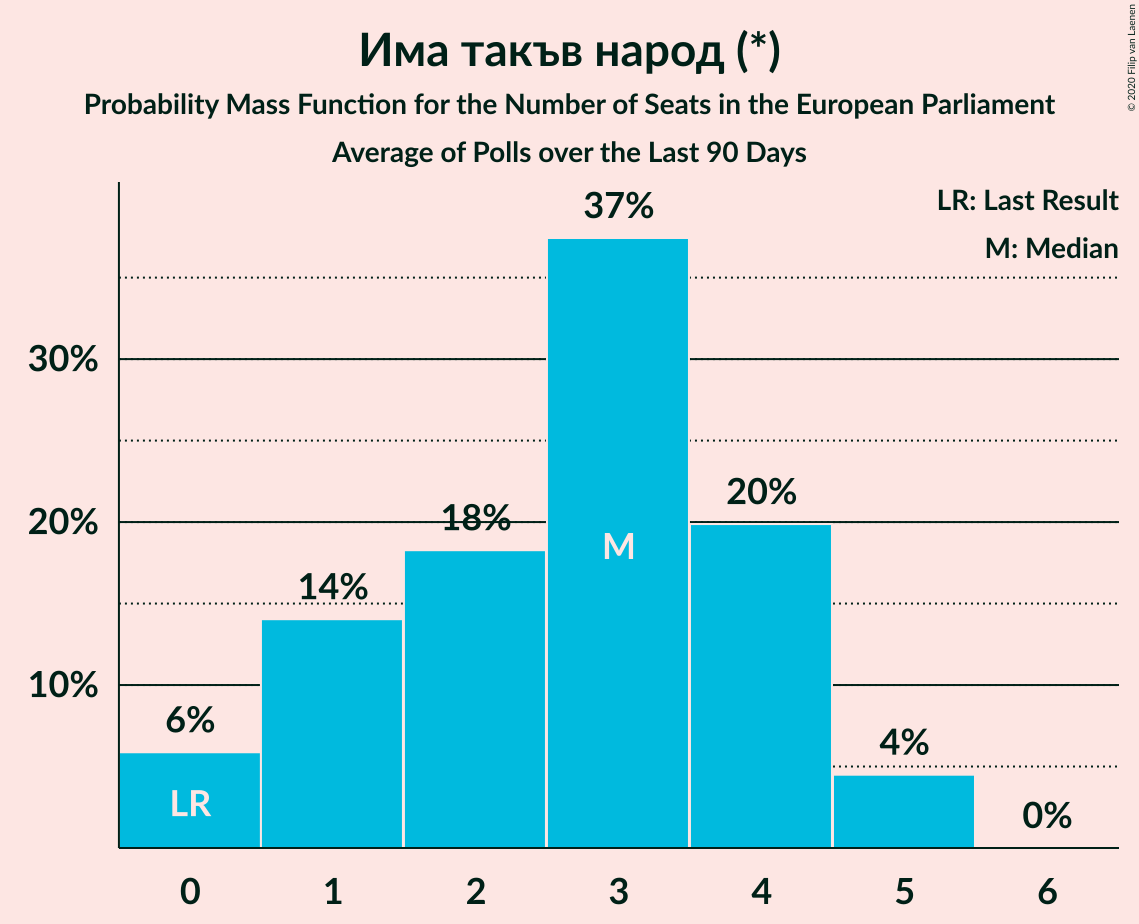 Има такъв народ (*)
Probability Mass Function for the Number of Seats in the European Parliament
Average of Polls over the Last 90 Days
© 2020 Filip van Laenen
LR: Last Result
M: Median
37%
30%
20%
18%
20%
M
14%
10%
6%
4%
LR
0%
0 1 2 3 4 5 6